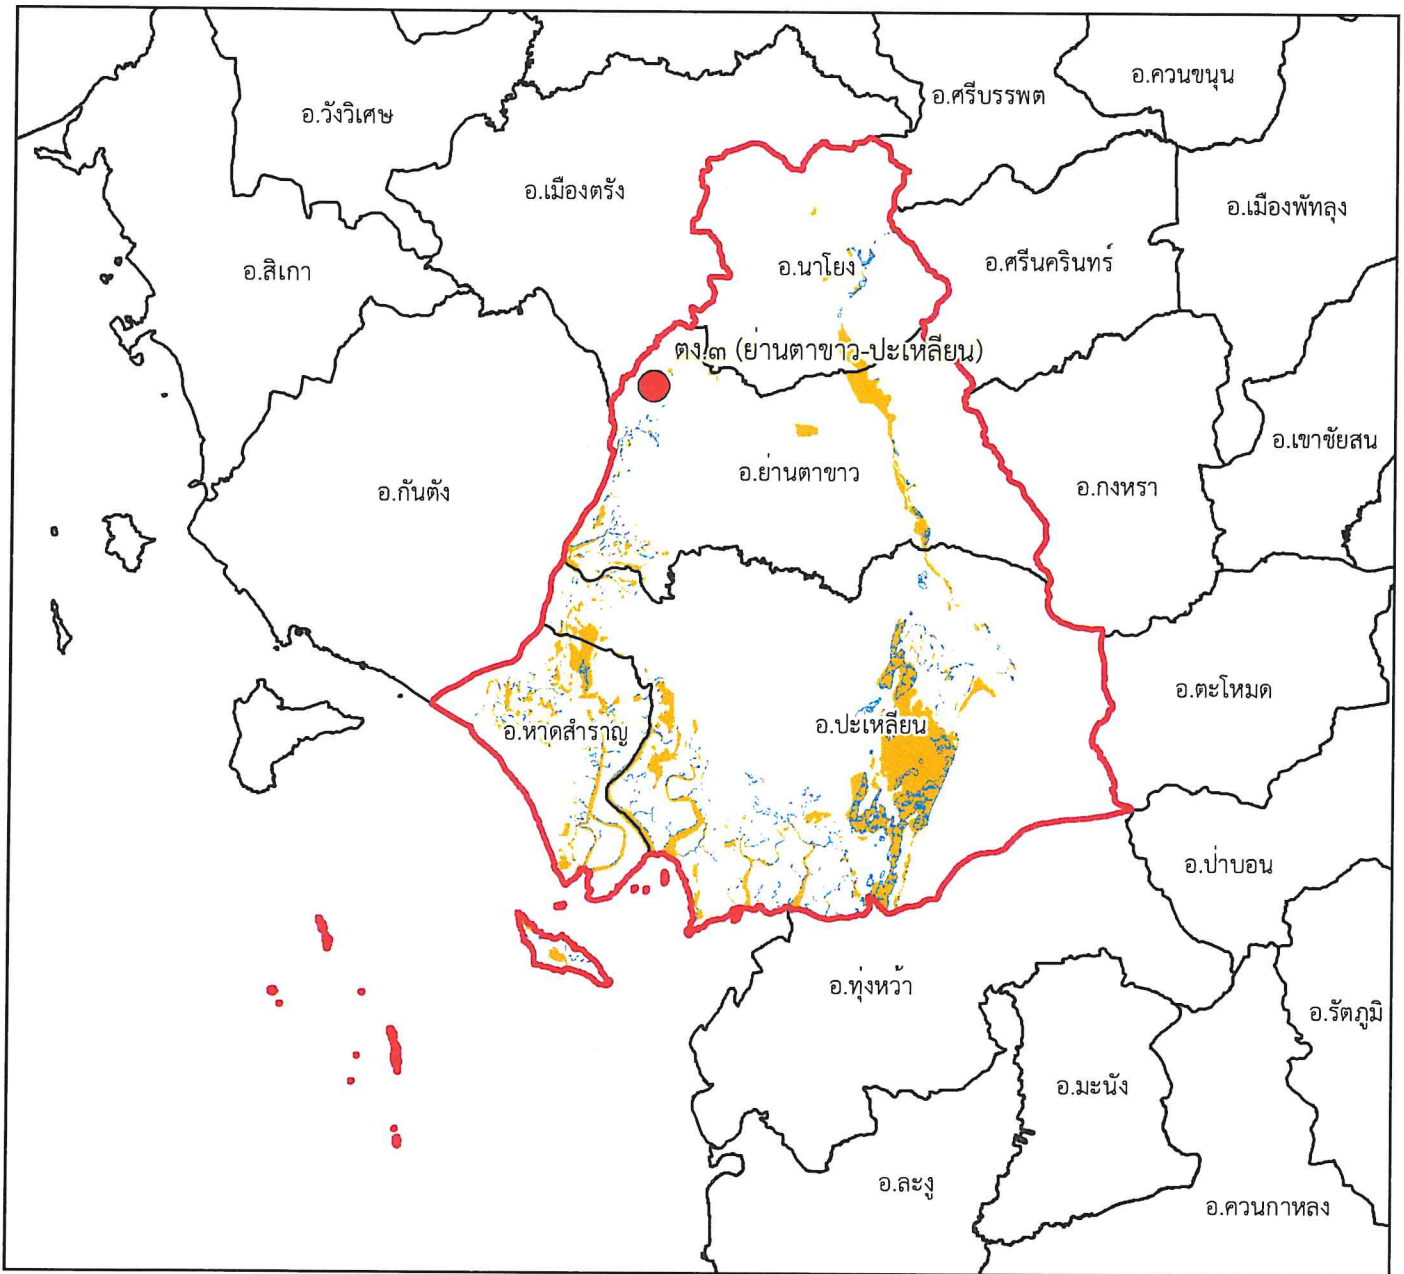 อ.ควนขนุน
อ.ศรีบรรพต
อ.วังวิเศษ
อ.เมืองตรัง
อ.เมืองพัทลุง
อ.สิเกา
อ.นาโยง
อ.ศรีนครินทร์
ตง.๓ (ย่านตาขาว-ปะเหลียน)
อ.เขาชัยสน
อ.ย่านตาขาว
อ.กันตัง
อ.กงหรา
อ.ตะโหมด
อ.ปะเหลียน
อ.หาดสำราญ
อ.ป่าบอน
อ.ทุ่งหว้า
อ.รัตภูมิ
อ.มะนัง
อ.ละงู
อ.ควนกาหลง